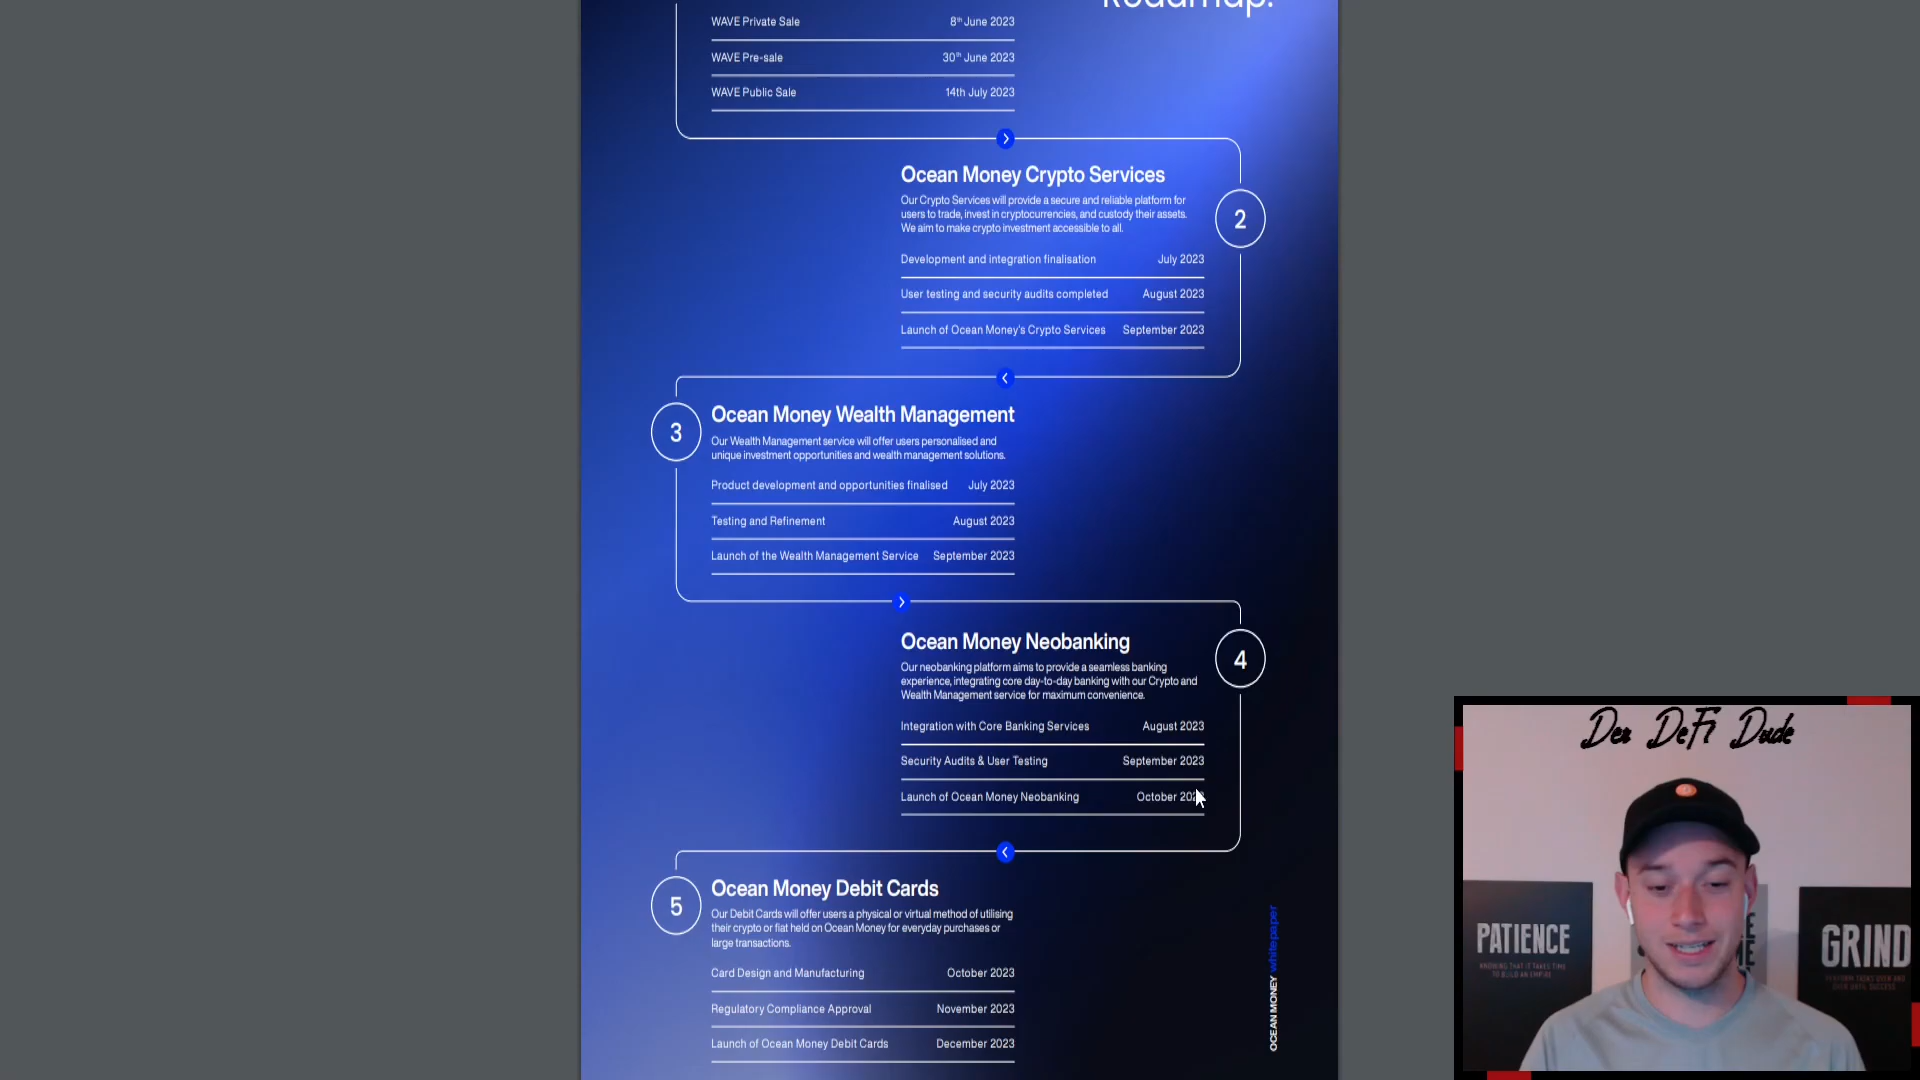 Roadmap.
WAVE Private Sale 8th June 2023
WAVE Pre-sale 30th June 2023
WAVE Public Sale 14th July 2023
Ocean Money Crypto Services
Our Crypto Services will provide a secure and reliable platform for
users to trade, invest in cryptocurrencies, and custody their assets.
We aim to make crypto investment accessible to all.
2
Development and integration finalisation July 2023
User testing and security audits completed August 2023
Launch of Ocean Money's Crypto Services September 2023
3
Ocean Money Wealth Management
Our Wealth Management service will offer users personalised and
unique investment opportunities and wealth management solutions.
Product development and opportunities finalised July 2023
Testing and Refinement August 2023
Launch of the Wealth Management Service September 2023
Ocean Money Neobanking
4
Our neobanking platform aims to provide a seamless banking
experience, integrating core day-to-day banking with our Crypto and
Wealth Management service for maximum convenience.
Integration with Core Banking Services August 2023
Security Audits & User Testing September 2023
Launch of Ocean Money Neobanking October 2023
5
Ocean Money Debit Cards
Our Debit Cards will offer users a physical or virtual method of utilising
their crypto or fiat held on Ocean Money for everyday purchases or
large transactions.
Card Design and Manufacturing October 2023
Regulatory Compliance Approval November 2023
Launch of Ocean Money Debit Cards December 2023
OCEAN MONEY whitepaper
Dex DeFi Dude
PATIENCE
KNOWING THAT IT TAKES TIME
TO BUILD AN EMPIRE
GRIND